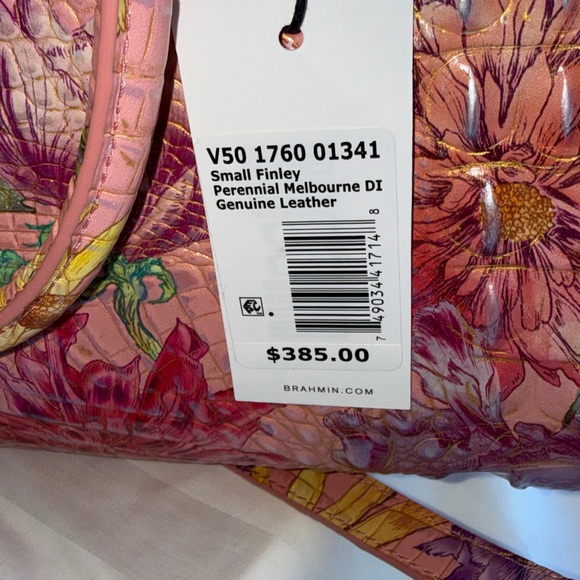 V50 1760 01341
Small Finley
Perennial Melbourne DI
Genuine Leather
7 49034 41714 8
$385.00
BRAHMIN.COM